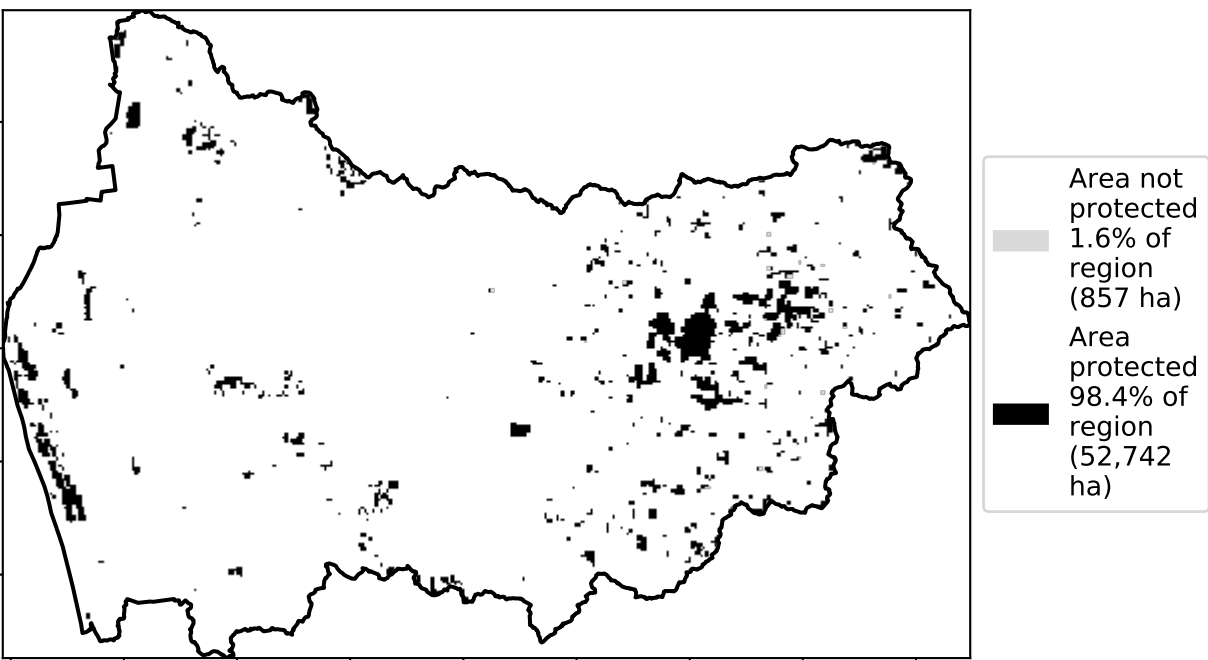 Area not
protected
1.6% of
region
(857 ha)
Area
protected
98.4% of
region
(52,742
ha)